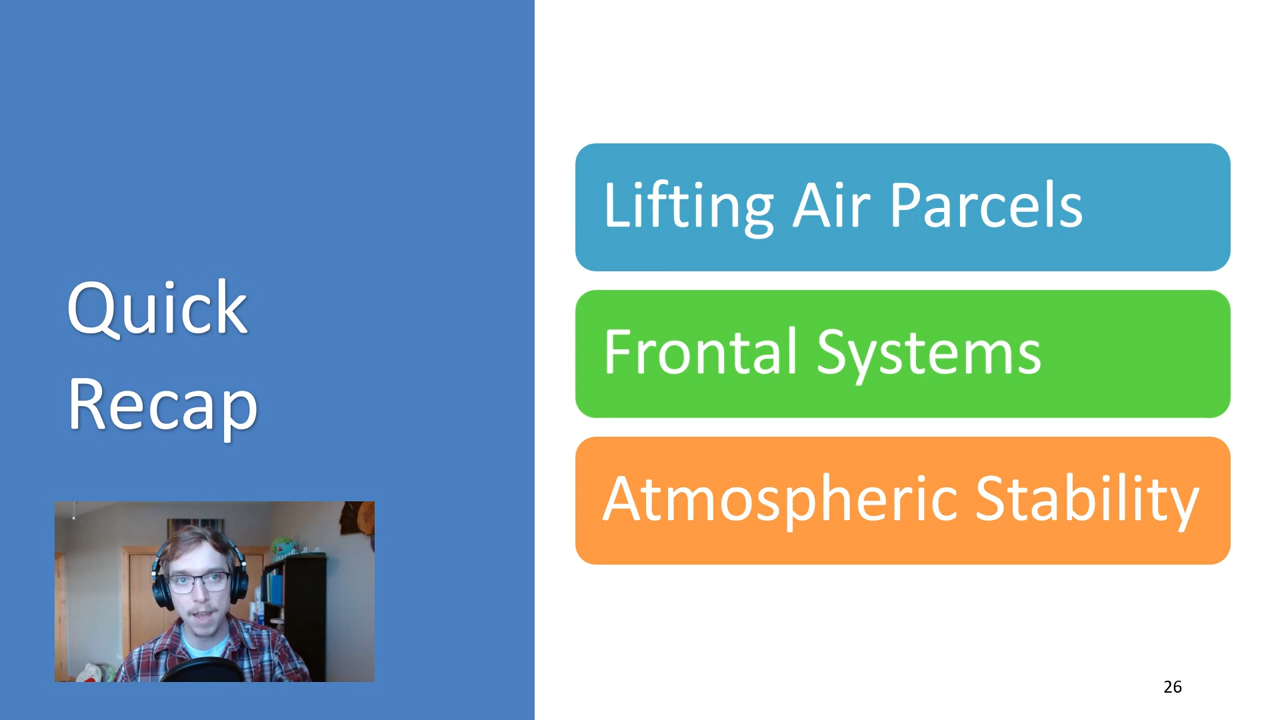 Quick
Recap
Lifting Air Parcels
Frontal Systems
Atmospheric Stability
26